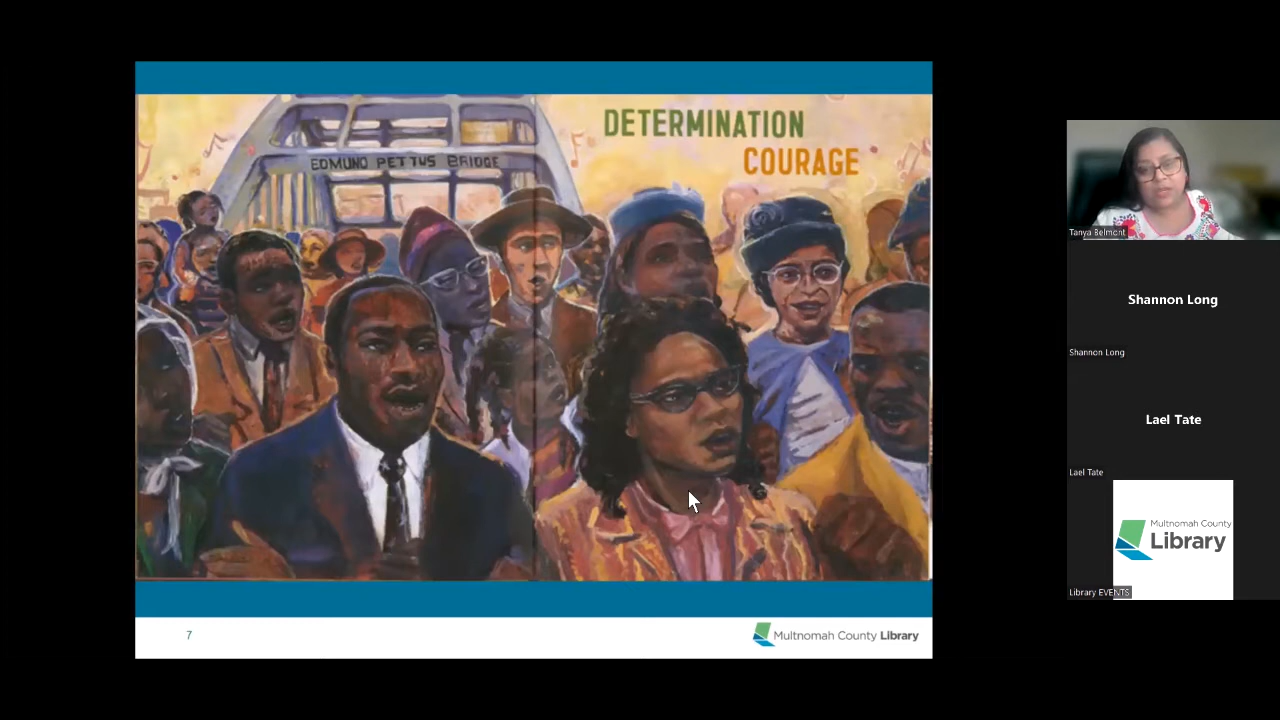 DETERMINATION
COURAGE
EDMUND PETTUS BRIDGE
7
Multnomah County Library
Tanya Belmont
Shannon Long
Shannon Long
Lael Tate
Lael Tate
Multnomah County
Library
Library EVENTS